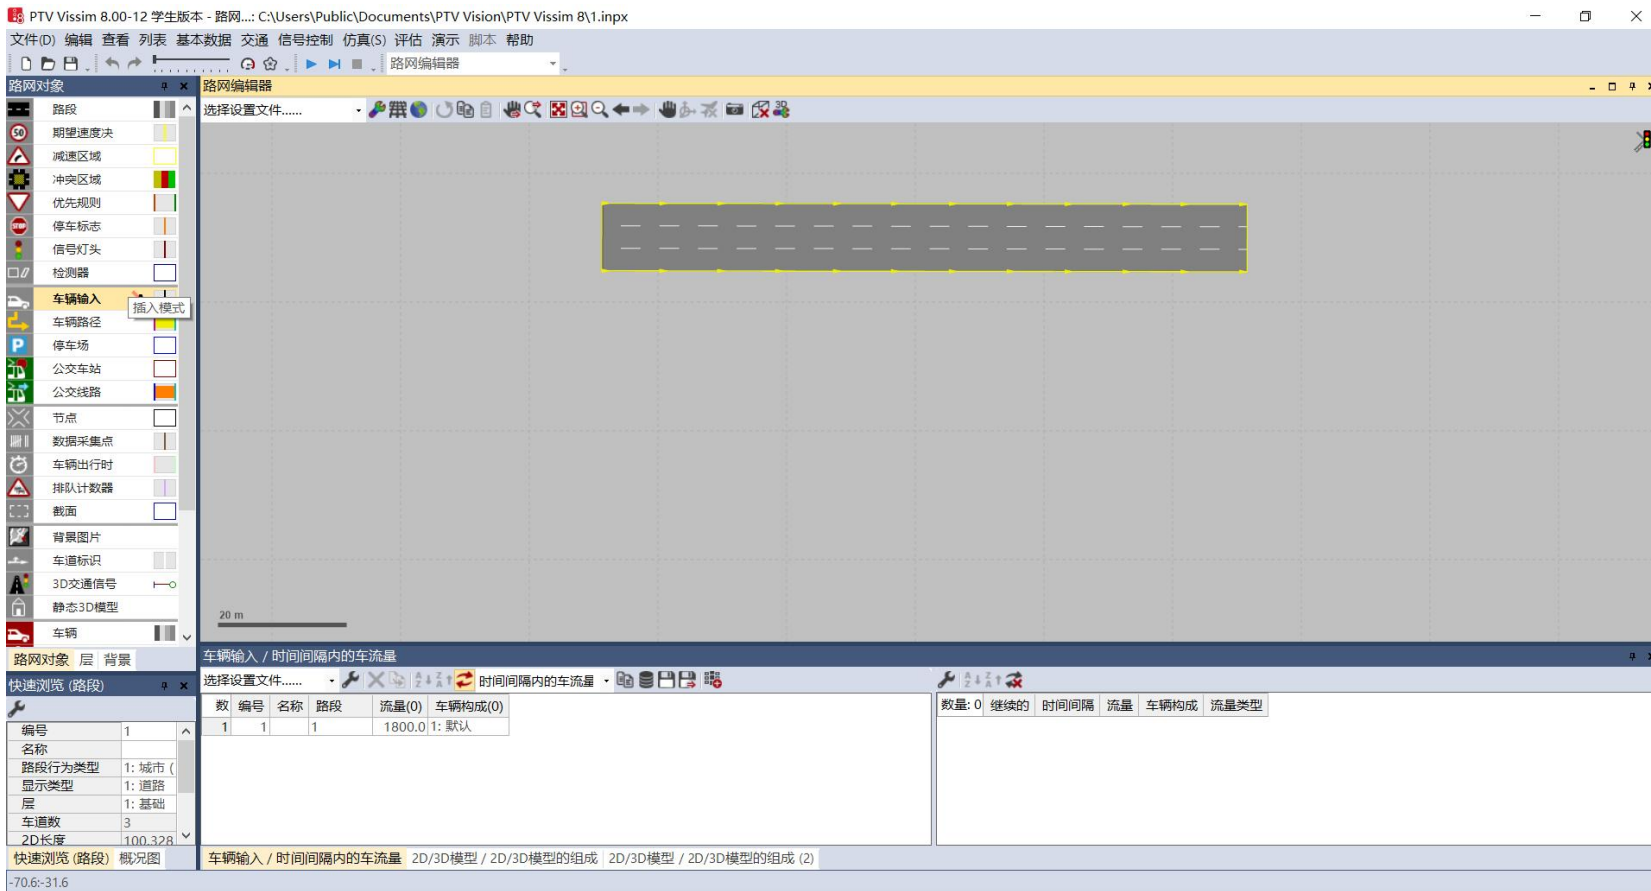 PTV Vissim 8.00-12 学生版本 - 路网...: C:\Users\Public\Documents\PTV Vision\PTV Vissim 8\1.inpx
文件(D) 编辑 查看 列表 基本数据 交通 信号控制 仿真(S) 评估 演示 脚本 帮助
路网编辑器
路网对象
路网编辑器
选择设置文件......
路段
期望速度决
减速区域
冲突区域
优先规则
停车标志
信号灯头
检测器
车辆输入
插入模式
车辆路径
停车场
公交车站
公交线路
节点
数据采集点
车辆出行时
排队计数器
截面
背景图片
车道标识
3D交通信号
静态3D模型
车辆
20 m
路网对象 层 背景
车辆输入 / 时间间隔内的车流量
快速浏览 (路段)
选择设置文件...... 时间间隔内的车流量
数 编号 名称 路段 流量(0) 车辆构成(0)
1 1 1 1800.0 1: 默认
数量: 0 继续的 时间间隔 流量 车辆构成 流量类型
编号 1
名称
路段行为类型 1: 城市 (
显示类型 1: 道路
层 1: 基础
车道数 3
2D长度 100.328
快速浏览 (路段) 概况图
车辆输入 / 时间间隔内的车流量 2D/3D模型 / 2D/3D模型的组成 2D/3D模型 / 2D/3D模型的组成 (2)
-70.6:-31.6